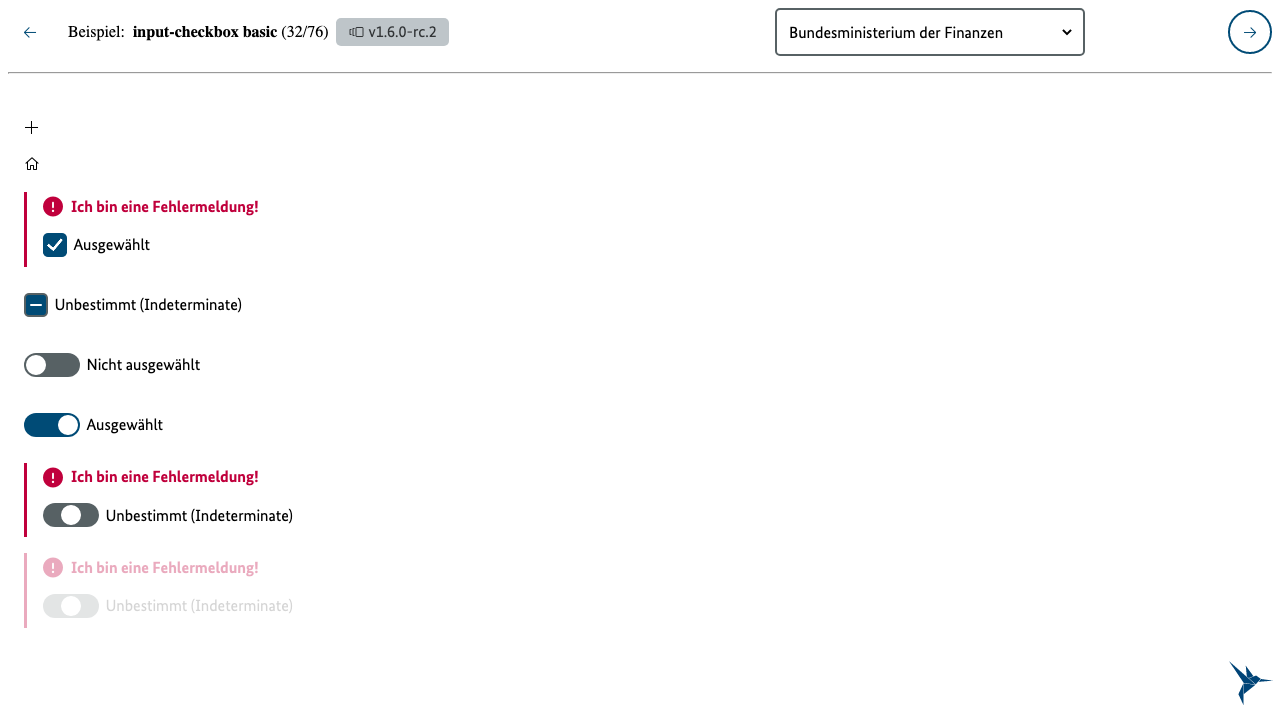 Beispiel: input-checkbox basic (32/76) v1.6.0-rc.2 Bundesministerium der Finanzen
Ich bin eine Fehlermeldung!
Ausgewählt
Unbestimmt (Indeterminate)
Nicht ausgewählt
Ausgewählt
Ich bin eine Fehlermeldung!
Unbestimmt (Indeterminate)
Ich bin eine Fehlermeldung!
Unbestimmt (Indeterminate)